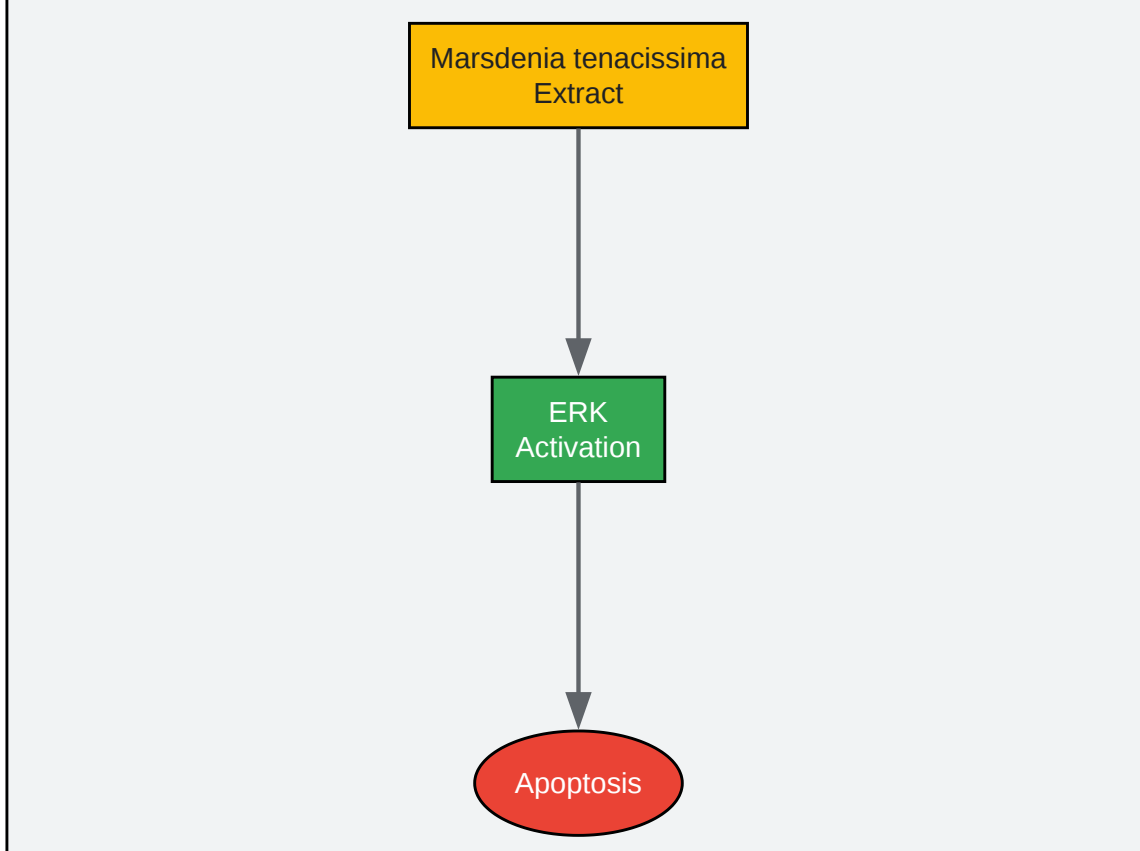 Marsdenia tenacissima
Extract
ERK
Activation
Apoptosis